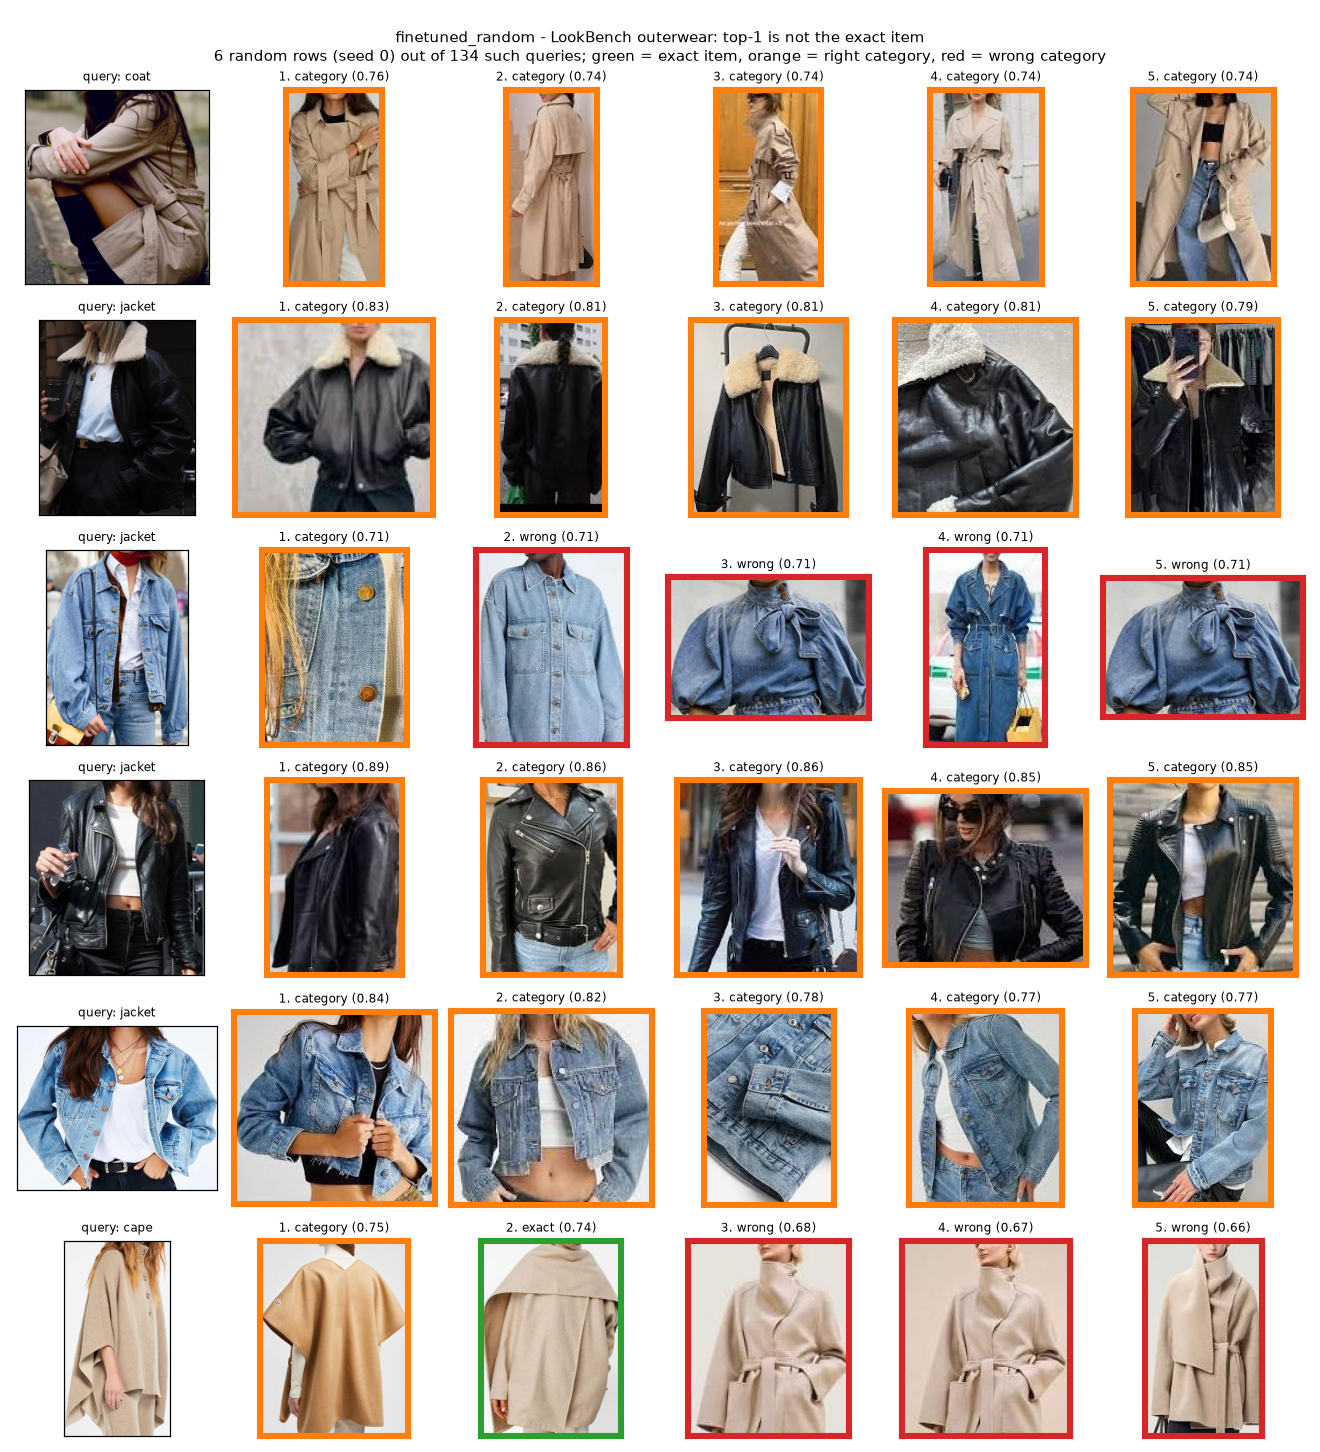 finetuned_random - LookBench outerwear: top-1 is not the exact item
6 random rows (seed 0) out of 134 such queries; green = exact item, orange = right category, red = wrong category
query: coat
1. category (0.76)
2. category (0.74)
3. category (0.74)
4. category (0.74)
5. category (0.74)
query: jacket
1. category (0.83)
2. category (0.81)
3. category (0.81)
4. category (0.81)
5. category (0.79)
query: jacket
1. category (0.71)
2. wrong (0.71)
3. wrong (0.71)
4. wrong (0.71)
5. wrong (0.71)
query: jacket
1. category (0.89)
2. category (0.86)
3. category (0.86)
4. category (0.85)
5. category (0.85)
query: jacket
1. category (0.84)
2. category (0.82)
3. category (0.78)
4. category (0.77)
5. category (0.77)
query: cape
1. category (0.75)
2. exact (0.74)
3. wrong (0.68)
4. wrong (0.67)
5. wrong (0.66)